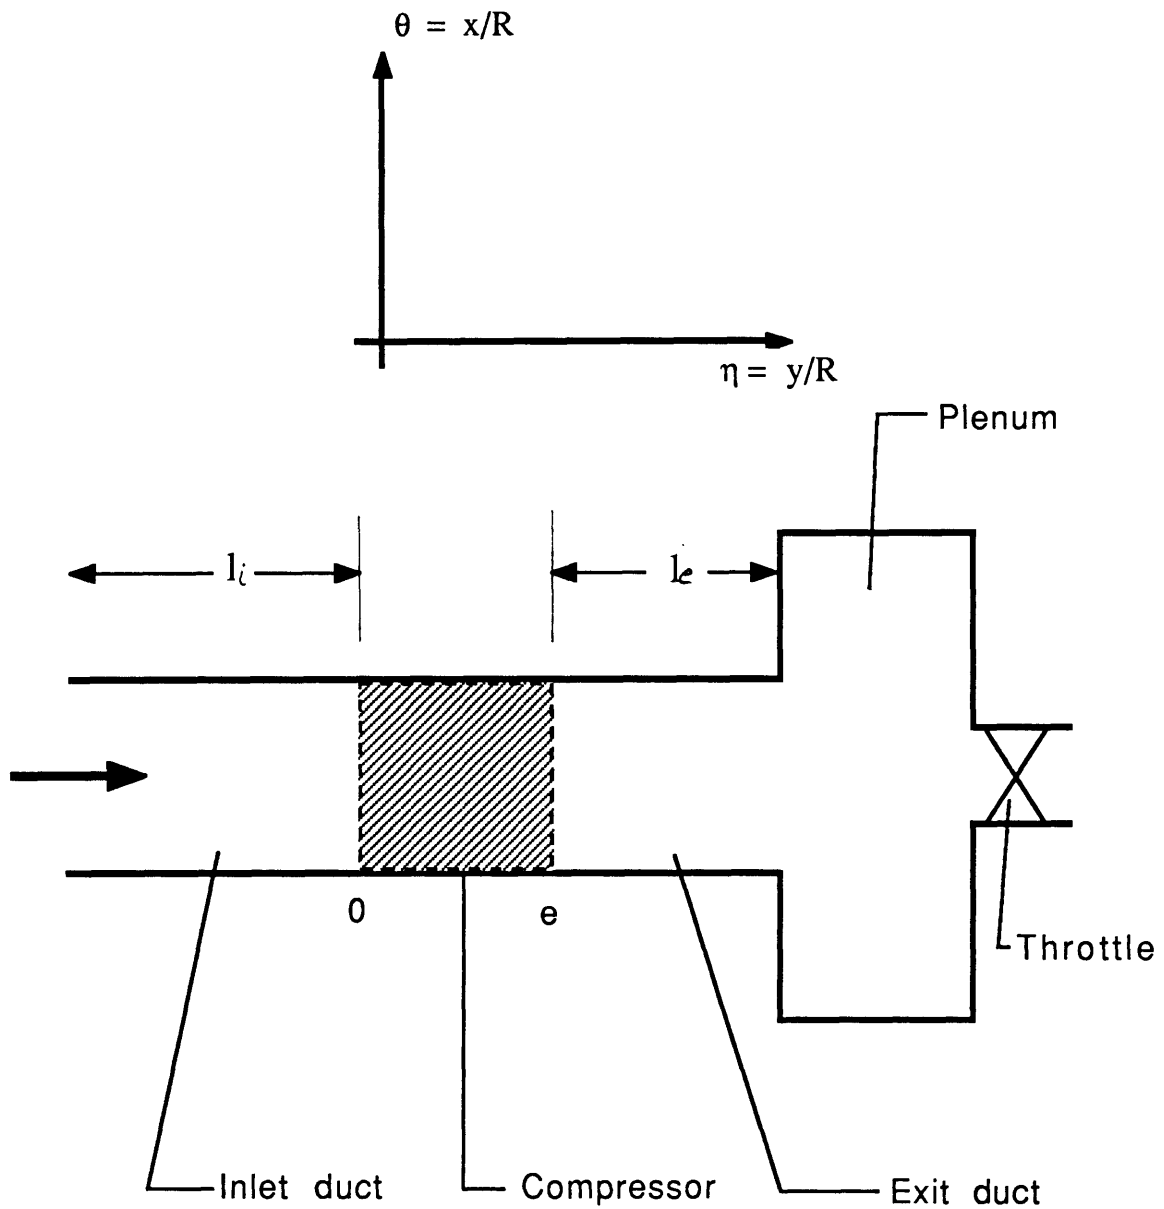 θ = x/R
η = y/R
Plenum
l_i
l_e
0
e
Throttle
Inlet duct
Compressor
Exit duct